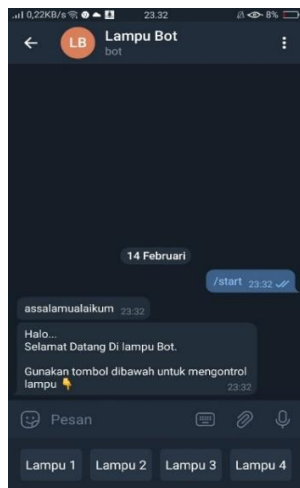 0,22KB/s 23.32 8%
LB
Lampu Bot
bot
14 Februari
/start 23:32
assalamualaikum 23:32
Halo...
Selamat Datang Di lampu Bot.
Gunakan tombol dibawah untuk mengontrol
lampu 👇 23:32
Pesan
Lampu 1 Lampu 2 Lampu 3 Lampu 4